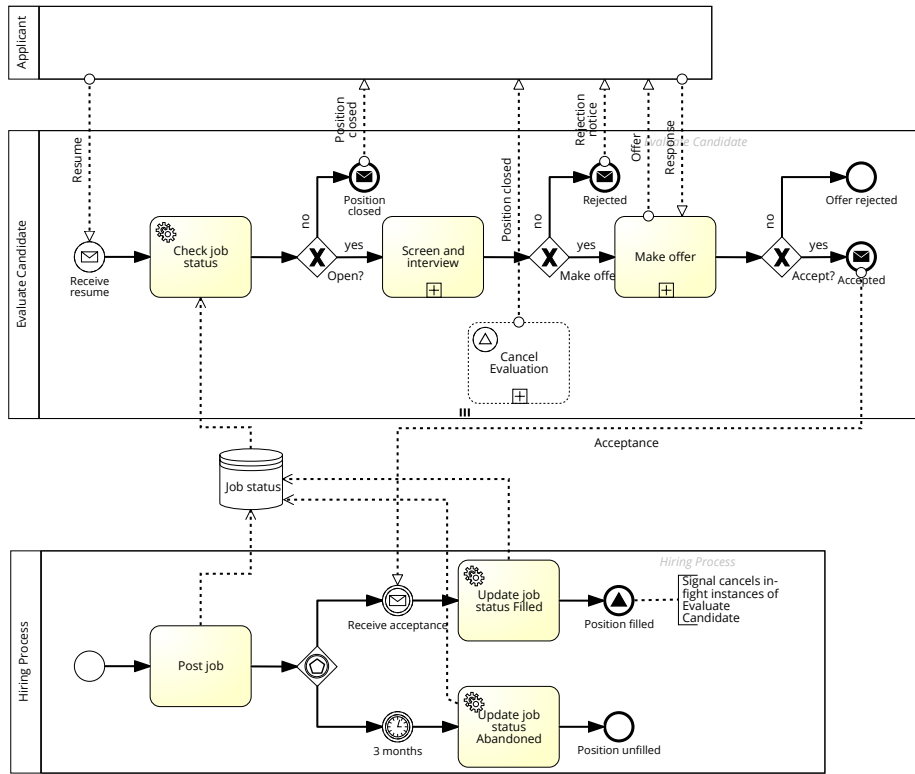 Applicant
Resume
Position
closed
Position closed
Rejection
notice
Offer
Response
Evaluate Candidate
Evaluate Candidate
Receive
resume
Check job
status
no
yes
Open?
Position
closed
Screen and
interview
no
yes
Make offe
Rejected
Make offer
no
yes
Accept?
Offer rejected
Accepted
Cancel
Evaluation
Acceptance
Job status
Hiring Process
Hiring Process
Post job
Receive acceptance
3 months
Update job
status Filled
Position filled
Signal cancels in-
fight instances of
Evaluate
Candidate
Update job
status
Abandoned
Position unfilled